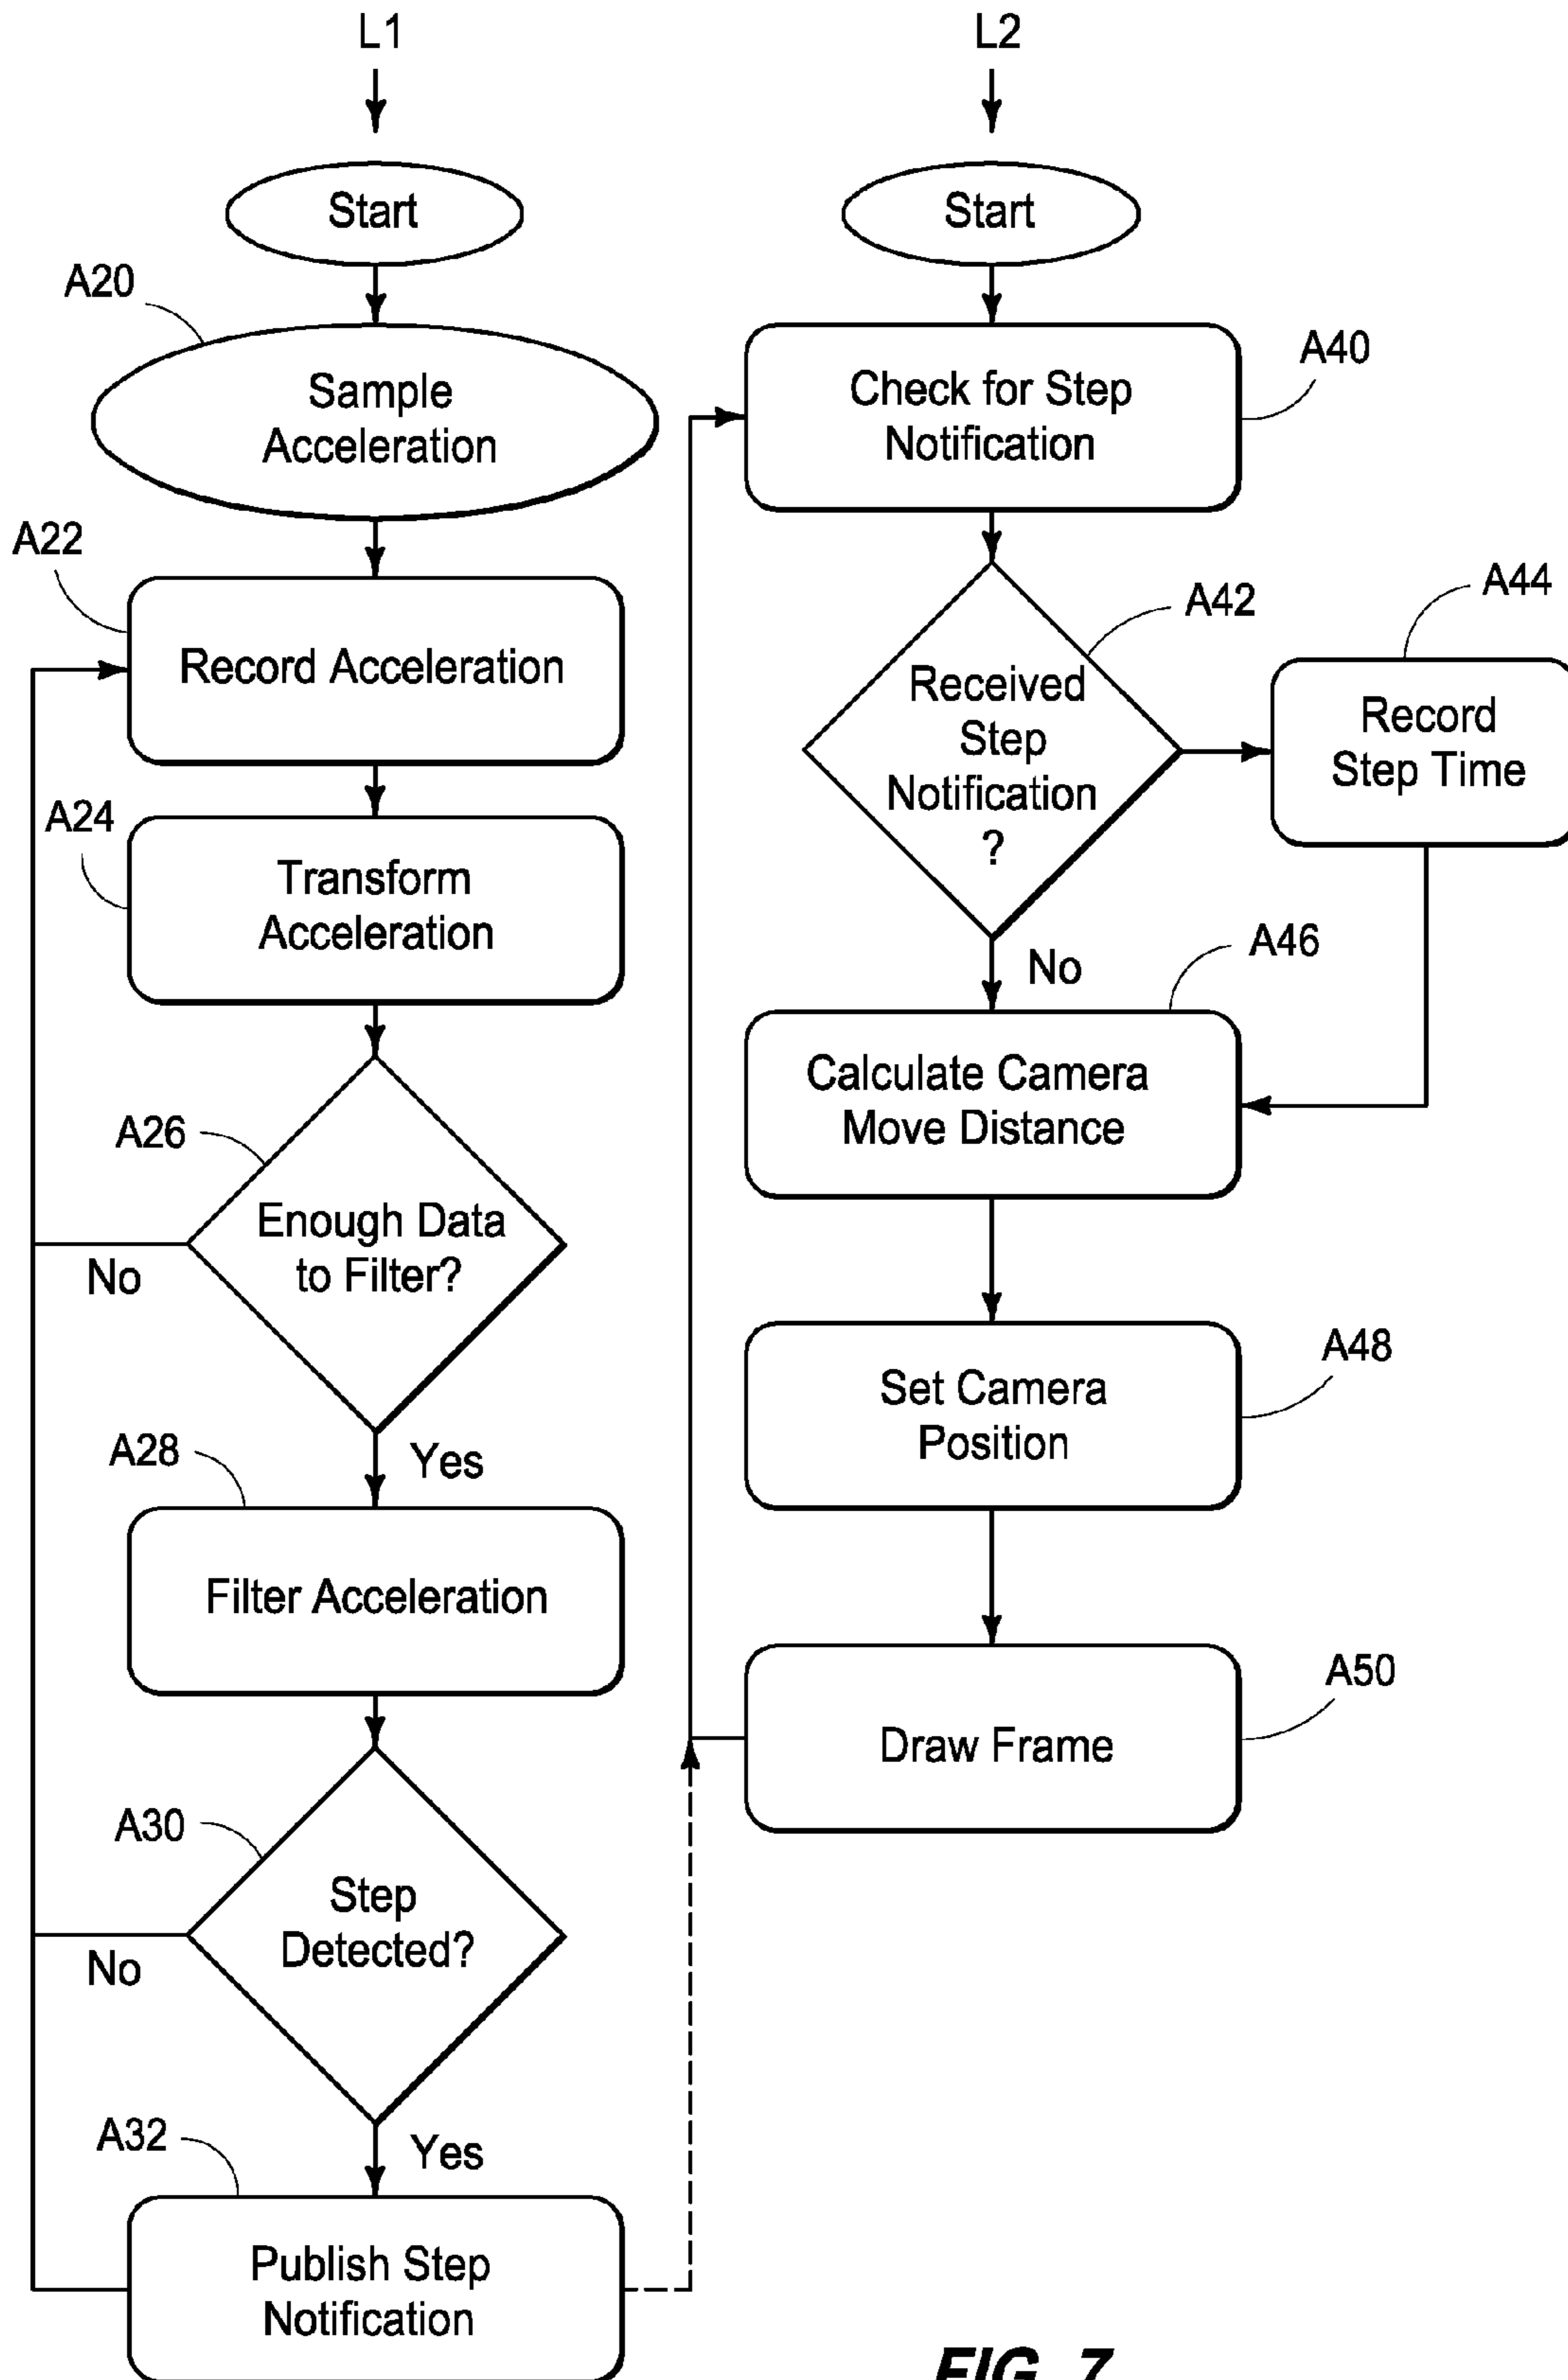 L1
Start
A20
Sample
Acceleration
A22
Record Acceleration
A24
Transform
Acceleration
A26
Enough Data
to Filter?
No
Yes
A28
Filter Acceleration
A30
Step
Detected?
No
Yes
A32
Publish Step
Notification
L2
Start
A40
Check for Step
Notification
A42
Received
Step
Notification
?
A44
Record
Step Time
No
A46
Calculate Camera
Move Distance
A48
Set Camera
Position
A50
Draw Frame
FIG. 7